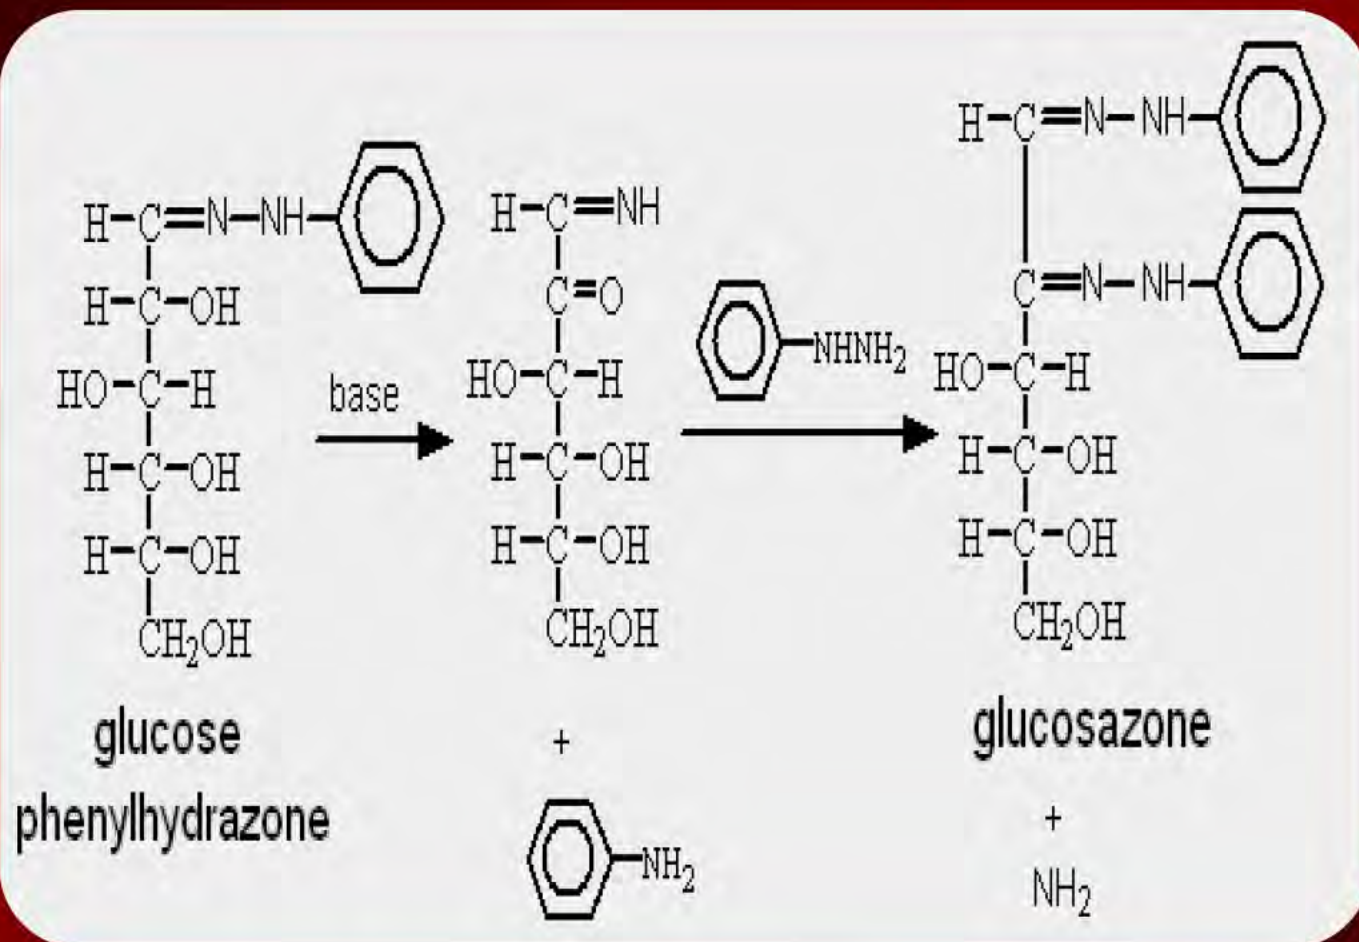 H-C=N-NH-
H-C-OH
HO-C-H
H-C-OH
H-C-OH
CH₂OH
glucose
phenylhydrazone
base
H-C=NH
C=O
HO-C-H
H-C-OH
H-C-OH
CH₂OH
+
-NH₂
-NHNH₂
H-C=N-NH-
C=N-NH-
HO-C-H
H-C-OH
H-C-OH
CH₂OH
glucosazone
+
NH₂